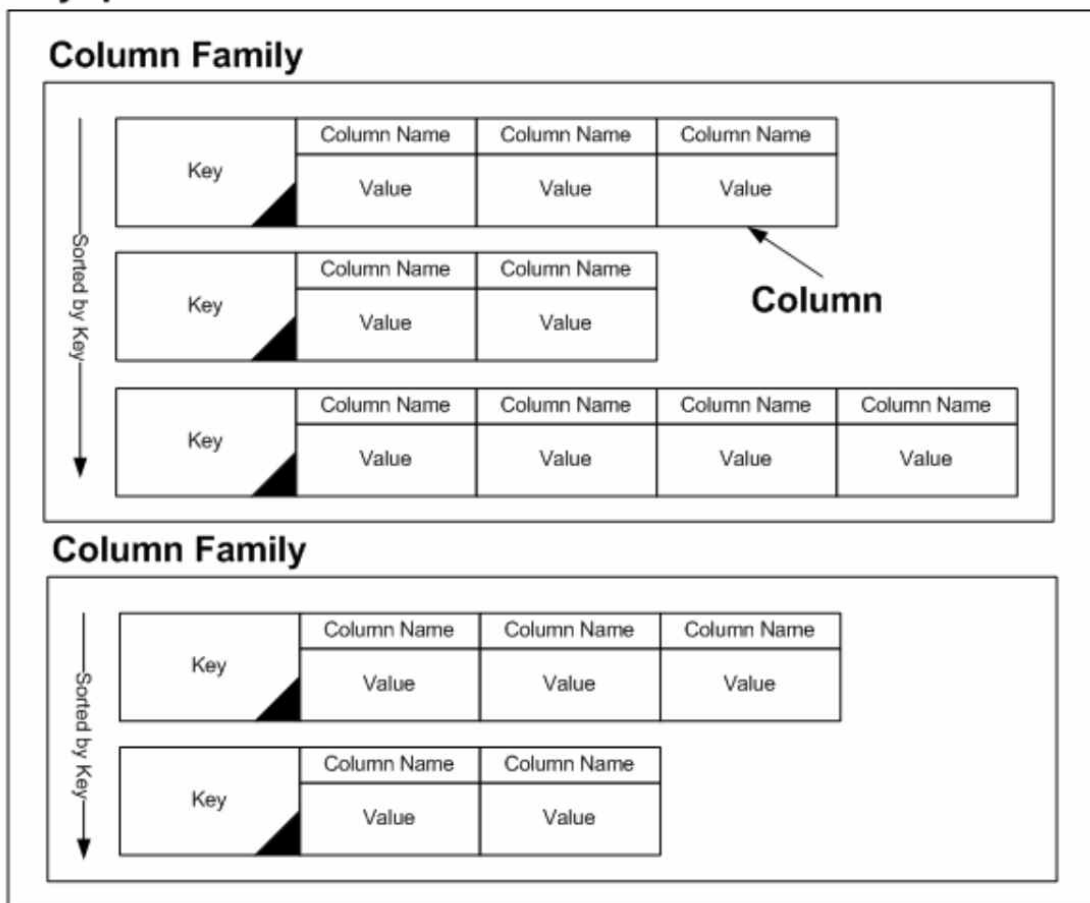 Column Family
Column Name Column Name Column Name
Key Value Value Value
Sorted by Key
Column Name Column Name
Key Value Value
Column
Column Name Column Name Column Name Column Name
Key Value Value Value Value
Column Family
Column Name Column Name Column Name
Key Value Value Value
Sorted by Key
Column Name Column Name
Key Value Value